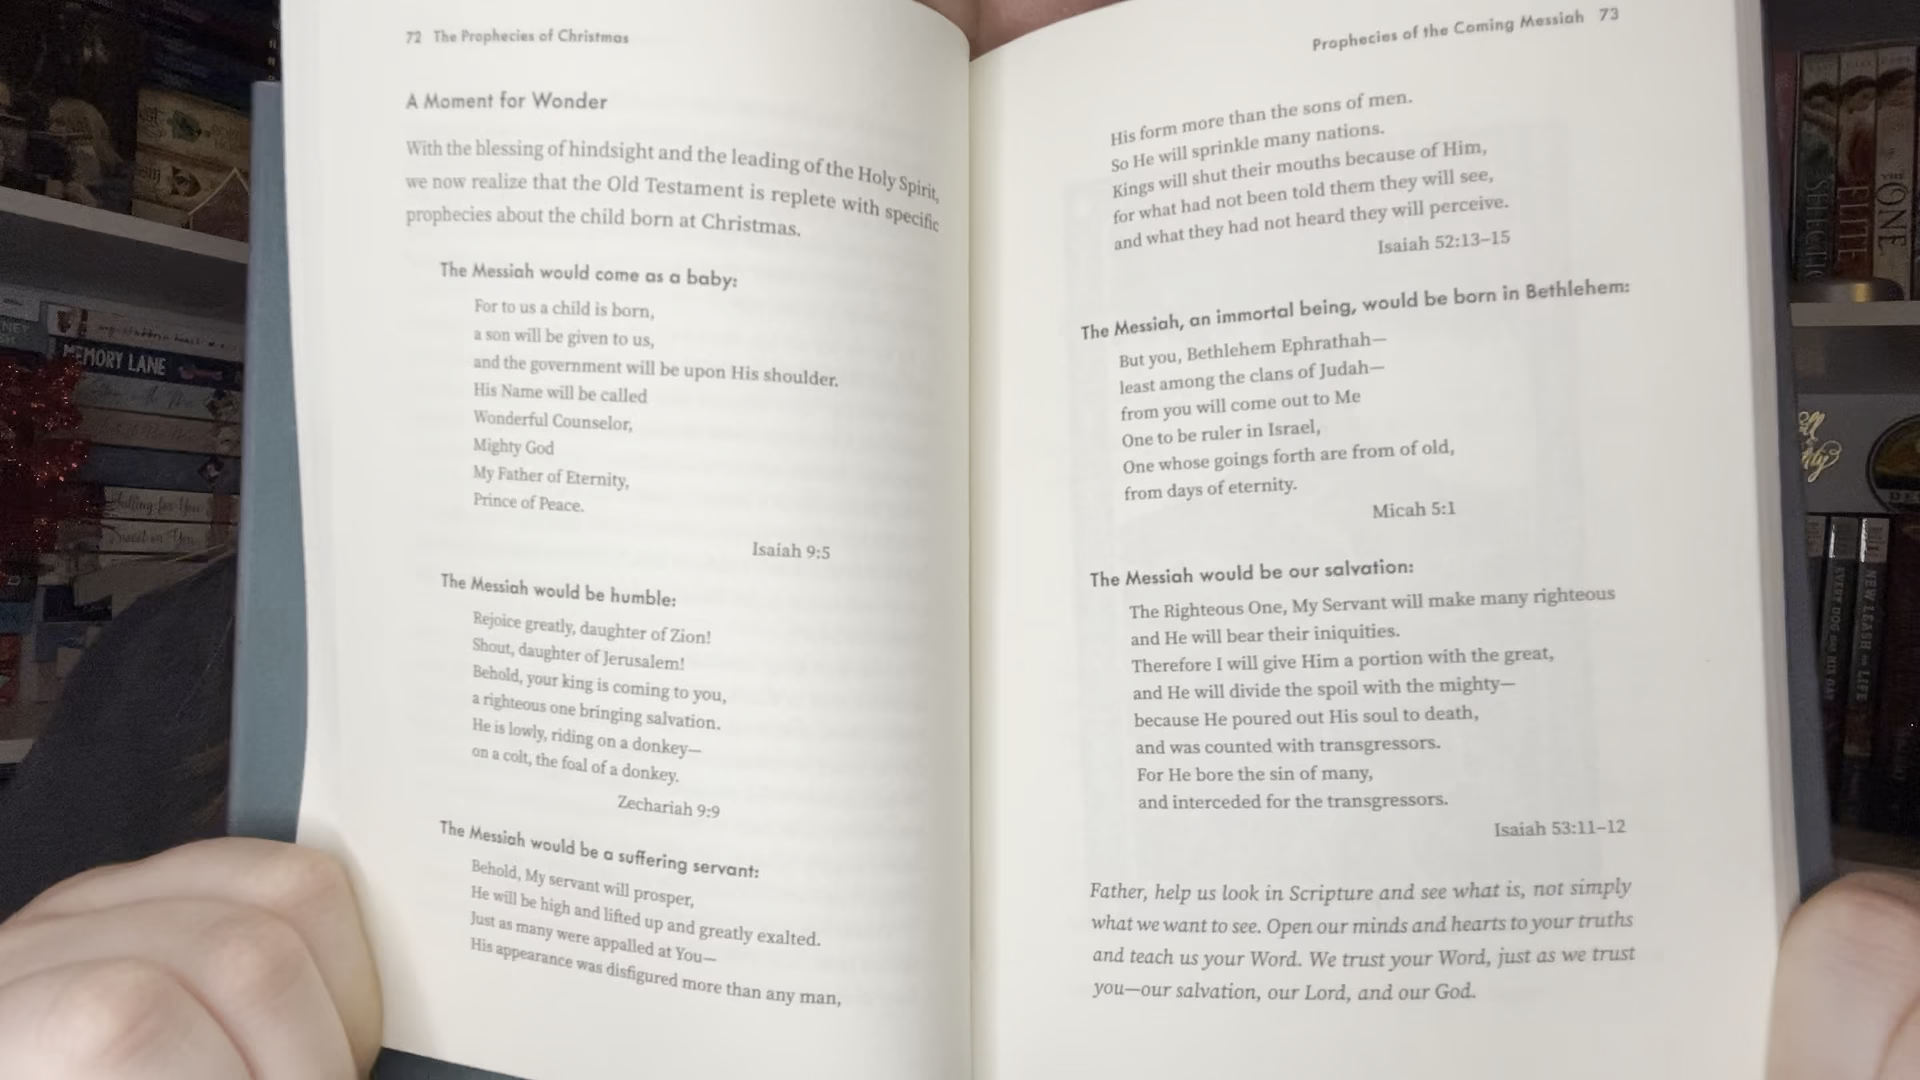 72 The Prophecies of Christmas
A Moment for Wonder
With the blessing of hindsight and the leading of the Holy Spirit,
we now realize that the Old Testament is replete with specific
prophecies about the child born at Christmas.
The Messiah would come as a baby:
For to us a child is born,
a son will be given to us,
and the government will be upon His shoulder.
His Name will be called
Wonderful Counselor,
Mighty God
My Father of Eternity,
Prince of Peace.
Isaiah 9:5
The Messiah would be humble:
Rejoice greatly, daughter of Zion!
Shout, daughter of Jerusalem!
Behold, your king is coming to you,
a righteous one bringing salvation.
He is lowly, riding on a donkey—
on a colt, the foal of a donkey.
Zechariah 9:9
The Messiah would be a suffering servant:
Behold, My servant will prosper,
He will be high and lifted up and greatly exalted.
Just as many were appalled at You—
His appearance was disfigured more than any man,
Prophecies of the Coming Messiah 73
His form more than the sons of men.
So He will sprinkle many nations.
Kings will shut their mouths because of Him,
for what had not been told them they will see,
and what they had not heard they will perceive.
Isaiah 52:13–15
The Messiah, an immortal being, would be born in Bethlehem:
But you, Bethlehem Ephrathah—
least among the clans of Judah—
from you will come out to Me
One to be ruler in Israel,
One whose goings forth are from of old,
from days of eternity.
Micah 5:1
The Messiah would be our salvation:
The Righteous One, My Servant will make many righteous
and He will bear their iniquities.
Therefore I will give Him a portion with the great,
and He will divide the spoil with the mighty—
because He poured out His soul to death,
and was counted with transgressors.
For He bore the sin of many,
and interceded for the transgressors.
Isaiah 53:11–12
Father, help us look in Scripture and see what is, not simply
what we want to see. Open our minds and hearts to your truths
and teach us your Word. We trust your Word, just as we trust
you—our salvation, our Lord, and our God.
MEMORY LANE
Falling for You
THE ONE
ELITE
NEW LEASH ON LIFE
EVERY DOG HAS HIS DAY